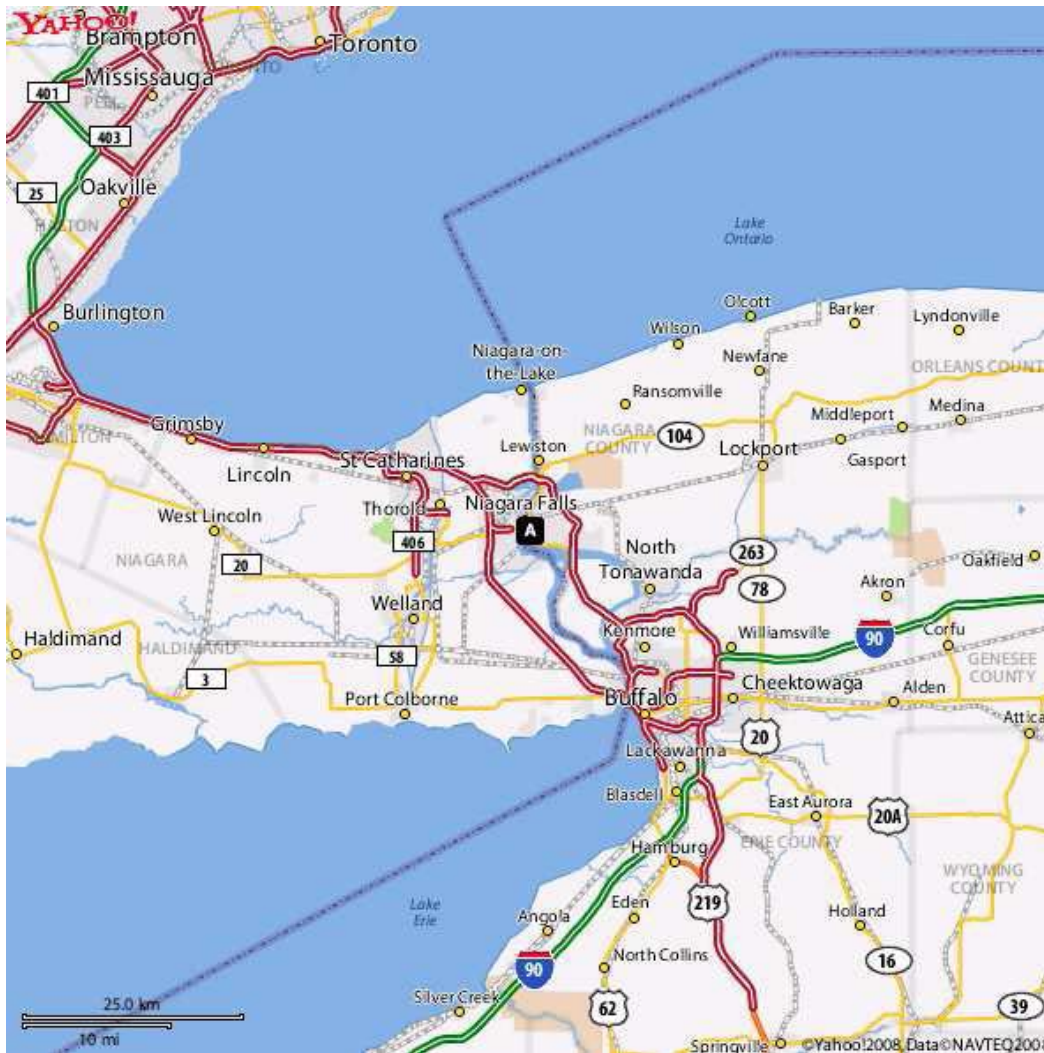 YAHOO!
Brampton
Toronto
TORONTO
Mississauga
401
PEEL
403
25
Oakville
HALTON
Lake
Ontario
Burlington
Olcott
Barker
Lyndonville
Wilson
Niagara-on-
the-Lake
Newfane
ORLEANS COUNT
Ransomville
Middleport
Medina
Grimsby
HAMILTON
NIAGARA
COUNTY
104
Lewiston
Lockport
Gasport
Lincoln
St Catharines
Thorold
Niagara Falls
West Lincoln
A
406
North
Tonawanda
263
NIAGARA
20
78
Oakfield
Akron
Welland
Kenmore
Williamsville
90
Corfu
Haldimand
HALDIMAND
58
GENESEE
COUNTY
3
Port Colborne
Buffalo
Cheektowaga
Alden
Attica
20
Lackawanna
Blasdell
East Aurora
20A
Hamburg
ERIE COUNTY
WYOMING
COUNTY
219
Lake
Erie
Angola
Eden
Holland
90
North Collins
16
25.0 km
Silver Creek
62
39
10 mi
Springville
©Yahoo!2008, Data©NAVTEQ2008